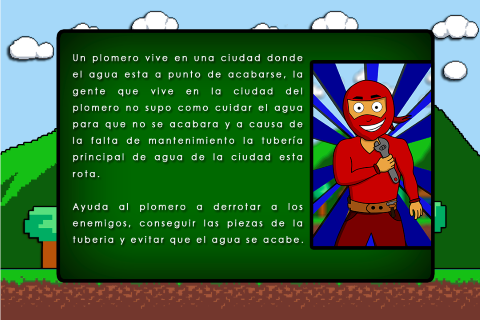 Un plomero vive en una ciudad donde
el agua esta a punto de acabarse, la
gente que vive en la ciudad del
plomero no supo como cuidar el agua
para que no se acabara y a causa de
la falta de mantenimiento la tubería
principal de agua de la ciudad esta
rota.
Ayuda al plomero a derrotar a los
enemigos, conseguir las piezas de la
tuberia y evitar que el agua se acabe.